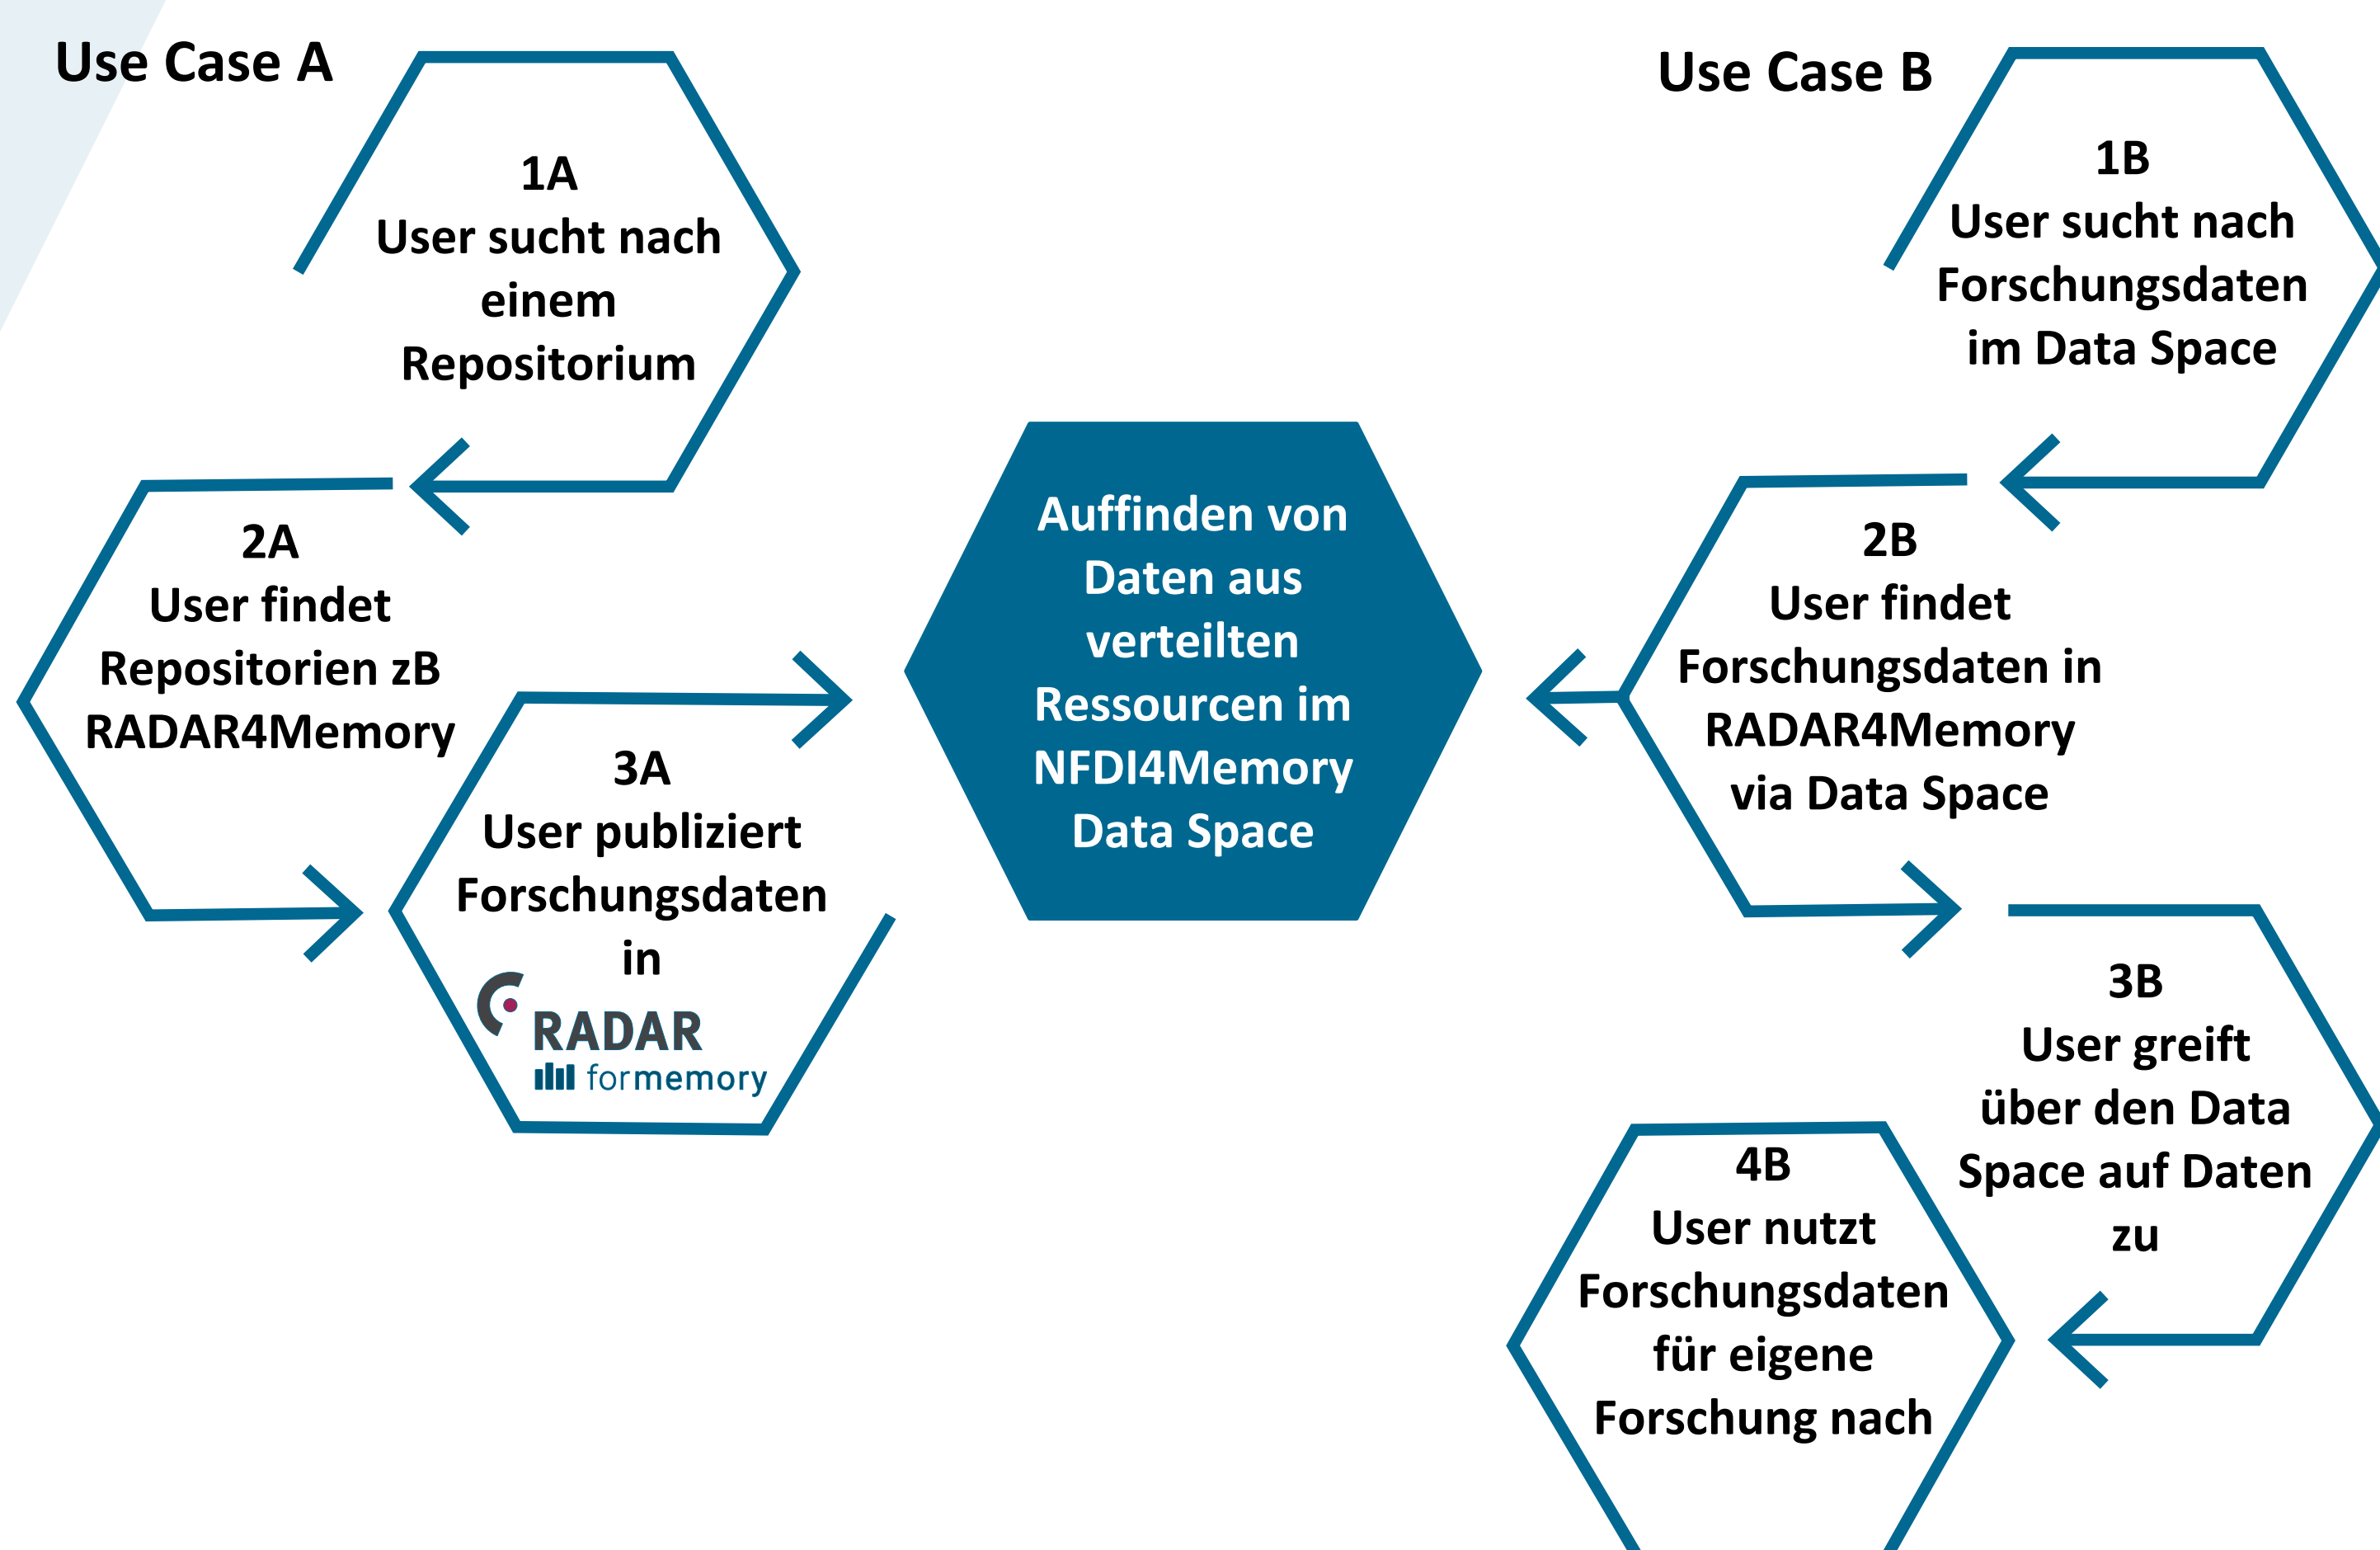 Use Case A
1A
User sucht nach
einem
Repositorium
2A
User findet
Repositorien zB
RADAR4Memory
3A
User publiziert
Forschungsdaten
in
RADAR
formemory
Auffinden von
Daten aus
verteilten
Ressourcen im
NFDI4Memory
Data Space
Use Case B
1B
User sucht nach
Forschungsdaten
im Data Space
2B
User findet
Forschungsdaten in
RADAR4Memory
via Data Space
3B
User greift
über den Data
Space auf Daten
zu
4B
User nutzt
Forschungsdaten
für eigene
Forschung nach